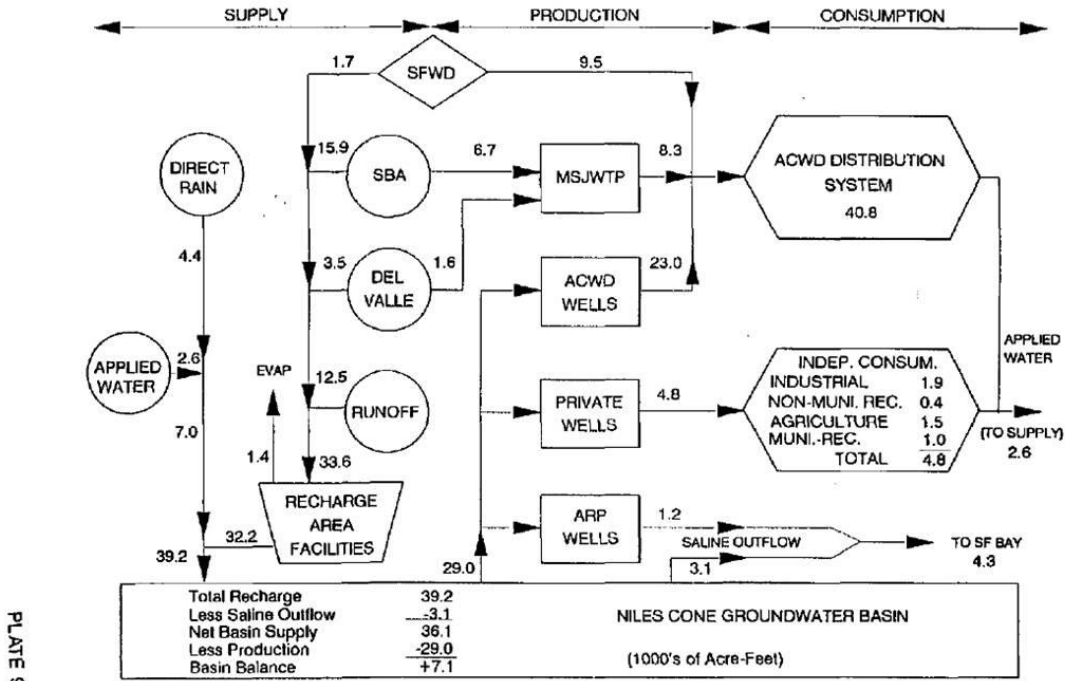 SUPPLY PRODUCTION CONSUMPTION
1.7 SFWD 9.5
DIRECT
RAIN
15.9 SBA 6.7 MSJWTP 8.3
ACWD DISTRIBUTION
SYSTEM
40.8
4.4
3.5 DEL
VALLE 1.6
ACWD
WELLS 23.0
APPLIED
WATER 2.6
EVAP
12.5 RUNOFF
PRIVATE
WELLS 4.8
INDEP. CONSUM.
INDUSTRIAL 1.9
NON-MUNI. REC. 0.4
AGRICULTURE 1.5
MUNI.-REC. 1.0
TOTAL 4.8
APPLIED
WATER
(TO SUPPLY)
2.6
7.0
1.4 33.6
RECHARGE
AREA
FACILITIES
32.2
39.2
29.0
ARP
WELLS 1.2
SALINE OUTFLOW
3.1
TO SF BAY
4.3
Total Recharge 39.2
Less Saline Outflow -3.1
Net Basin Supply 36.1
Less Production -29.0
Basin Balance +7.1
NILES CONE GROUNDWATER BASIN
(1000's of Acre-Feet)
PLATE